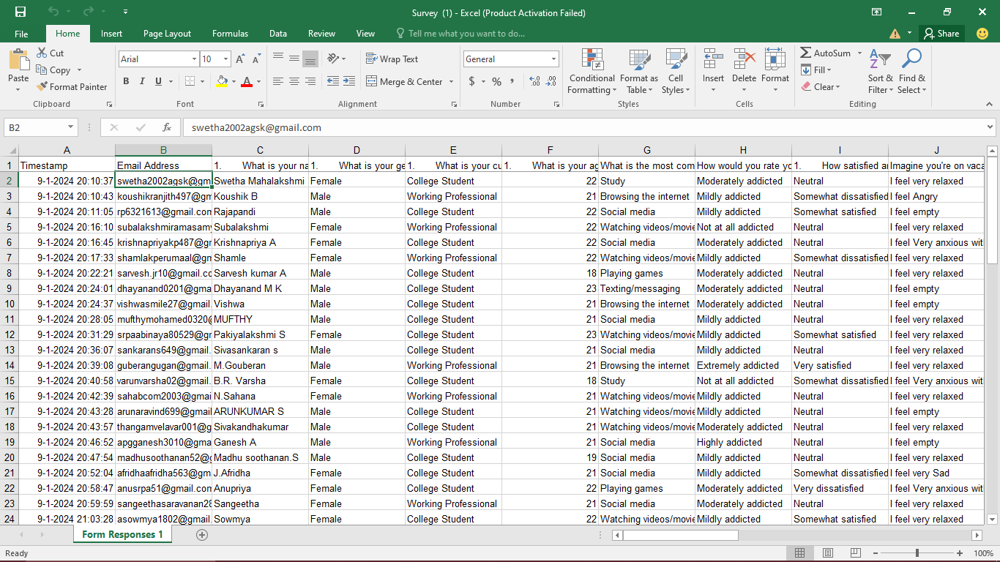 Survey (1) - Excel (Product Activation Failed)
File Home Insert Page Layout Formulas Data Review View Tell me what you want to do... Share
Paste Cut Copy Format Painter Clipboard
Arial 10 B I U A A A Font
Wrap Text Merge & Center Alignment
General $ % , Number
Conditional Formatting Format as Table Cell Styles Styles
Insert Delete Format Cells
AutoSum Fill Clear Sort & Filter Find & Select Editing
B2 fx swetha2002agsk@gmail.com
A B C D E F G H I J
1 Timestamp Email Address 1. What is your na 1. What is your ge 1. What is your cu 1. What is your ag What is the most com How would you rate yo 1. How satisfied ar Imagine you're on vaca
2 9-1-2024 20:10:37 swetha2002agsk@gm Swetha Mahalakshmi Female College Student 22 Study Moderately addicted Neutral I feel very relaxed
3 9-1-2024 20:10:43 koushikranjith497@gm Koushik B Male Working Professional 21 Browsing the internet Mildly addicted Somewhat dissatisfied I feel Angry
4 9-1-2024 20:11:05 rp6321613@gmail.com Rajapandi Male College Student 22 Social media Mildly addicted Somewhat satisfied I feel empty
5 9-1-2024 20:16:10 subalakshmiramasamy Subalakshmi Female Working Professional 22 Watching videos/movie Not at all addicted Neutral I feel very relaxed
6 9-1-2024 20:16:45 krishnapriyakp487@gr Krishnapriya A Female College Student 22 Social media Moderately addicted Neutral I feel Very anxious wit
7 9-1-2024 20:17:33 shamlakperumaal@gm Shamle Female Working Professional 22 Watching videos/movie Mildly addicted Somewhat dissatisfied I feel very relaxed
8 9-1-2024 20:22:21 sarvesh.jr10@gmail.cc Sarvesh kumar A Male College Student 18 Playing games Mildly addicted Neutral I feel very relaxed
9 9-1-2024 20:24:01 dhayanand0201@gma Dhayanand M K Male College Student 23 Texting/messaging Moderately addicted Neutral I feel empty
10 9-1-2024 20:24:37 vishwasmile27@gmail. Vishwa Male College Student 21 Browsing the internet Moderately addicted Neutral I feel empty
11 9-1-2024 20:28:05 mufthymohamed0320@ MUFTHY Male College Student 21 Social media Mildly addicted Neutral I feel very relaxed
12 9-1-2024 20:31:29 srpaabinaya80529@gr Pakiyalakshmi S Female College Student 23 Watching videos/movie Mildly addicted Somewhat satisfied I feel very relaxed
13 9-1-2024 20:36:07 sankarans649@gmail. Sivasankaran s Male College Student 21 Social media Mildly addicted Neutral I feel very relaxed
14 9-1-2024 20:39:08 guberangugan@gmail. M.Gouberan Male Working Professional 21 Browsing the internet Extremely addicted Very satisfied I feel very relaxed
15 9-1-2024 20:40:58 varunvarsha02@gmail. B.R. Varsha Female College Student 18 Study Not at all addicted Somewhat dissatisfied I feel Very anxious wit
16 9-1-2024 20:42:39 sahabcom2003@gmai N.Sahana Female Working Professional 21 Watching videos/movie Mildly addicted Neutral I feel very relaxed
17 9-1-2024 20:43:28 arunaravind699@gmail ARUNKUMAR S Male College Student 21 Watching videos/movie Mildly addicted Neutral I feel empty
18 9-1-2024 20:43:57 thangamvelavar001@g Sivakandhakumar Male College Student 21 Watching videos/movie Moderately addicted Neutral I feel very relaxed
19 9-1-2024 20:46:52 apgganesh3010@gma Ganesh A Male Working Professional 21 Social media Highly addicted Neutral I feel empty
20 9-1-2024 20:47:54 madhusoothanan52@g Madhu soothanan.S Male College Student 19 Social media Mildly addicted Neutral I feel very relaxed
21 9-1-2024 20:52:04 afridhaafridha563@gm J.Afridha Female College Student 21 Social media Mildly addicted Somewhat dissatisfied I feel very Sad
22 9-1-2024 20:58:47 anusrpa51@gmail.con Anupriya Female College Student 22 Playing games Moderately addicted Very dissatisfied I feel Very anxious wit
23 9-1-2024 20:59:59 sangeethasaravanan28 Sangeetha Female Working Professional 21 Social media Moderately addicted Neutral I feel very relaxed
24 9-1-2024 21:03:28 asowmya1802@gmail. Sowmya Female College Student 22 Watching videos/movie Mildly addicted Somewhat satisfied I feel very relaxed
Form Responses 1
Ready 100%